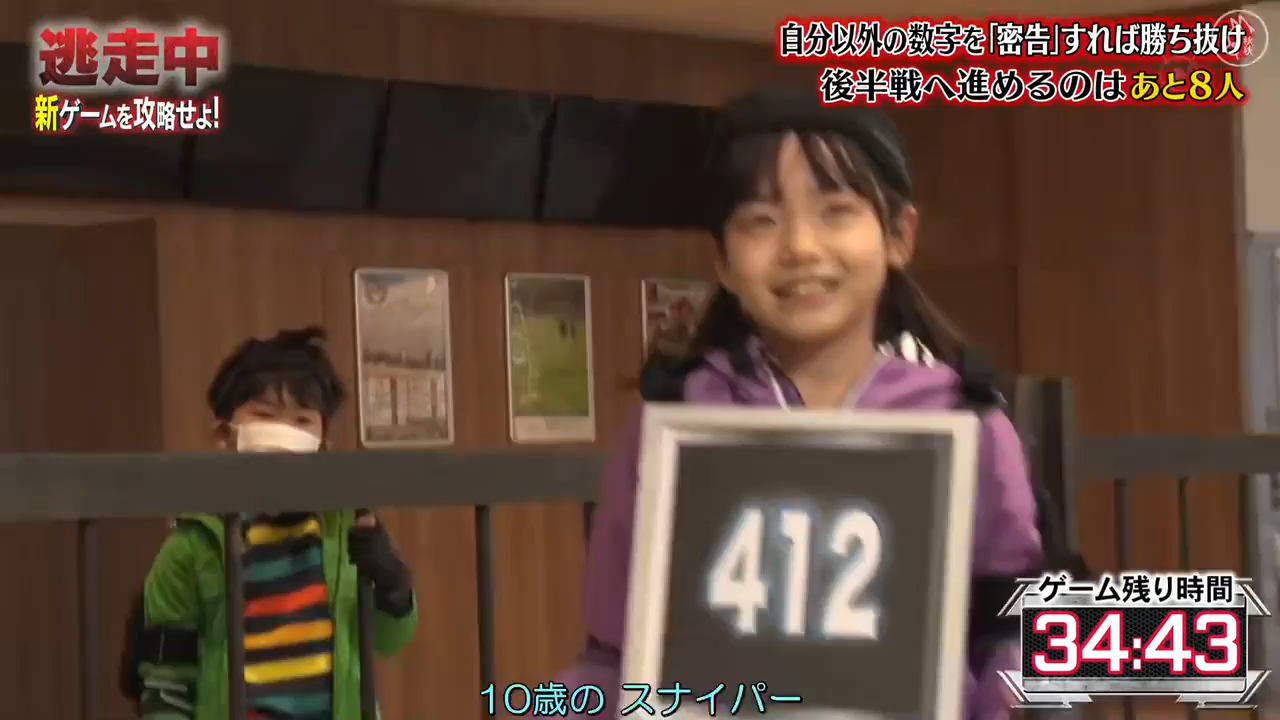 逃走中
新ゲームを攻略せよ!
自分以外の数字を「密告」すれば勝ち抜け
後半戦へ進めるのは あと8人
412
ゲーム残り時間
34:43
10歳の スナイパー